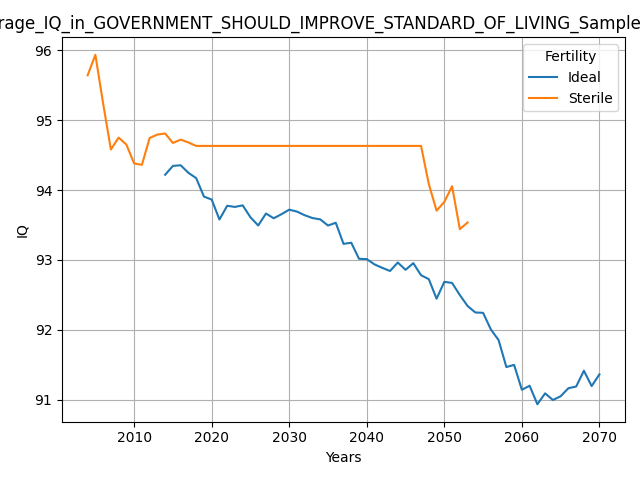 rage_IQ_in_GOVERNMENT_SHOULD_IMPROVE_STANDARD_OF_LIVING_Sample
Fertility
Ideal
Sterile
96
95
94
93
92
91
IQ
2010 2020 2030 2040 2050 2060 2070
Years